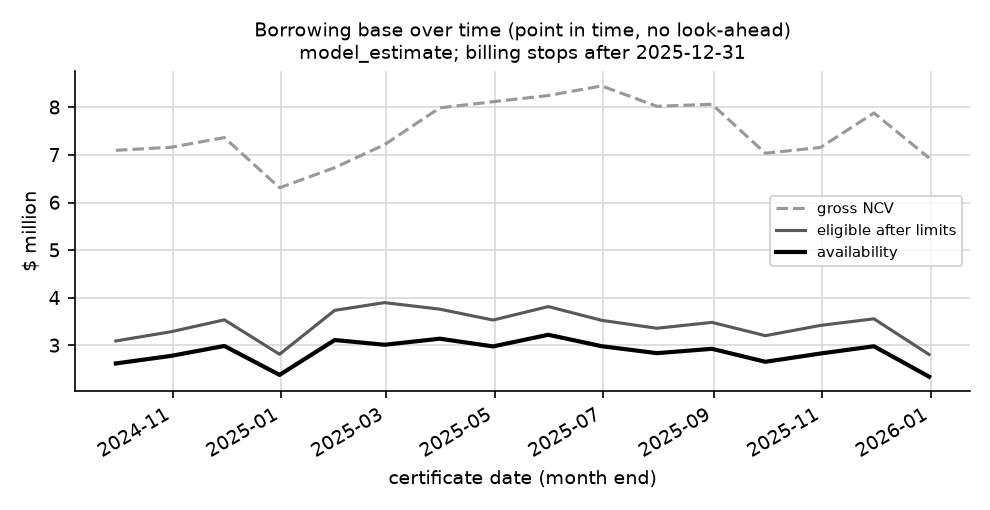 Borrowing base over time (point in time, no look-ahead)
model_estimate; billing stops after 2025-12-31
$ million
8
7
6
5
4
3
gross NCV
eligible after limits
availability
2024-11
2025-01
2025-03
2025-05
2025-07
2025-09
2025-11
2026-01
certificate date (month end)